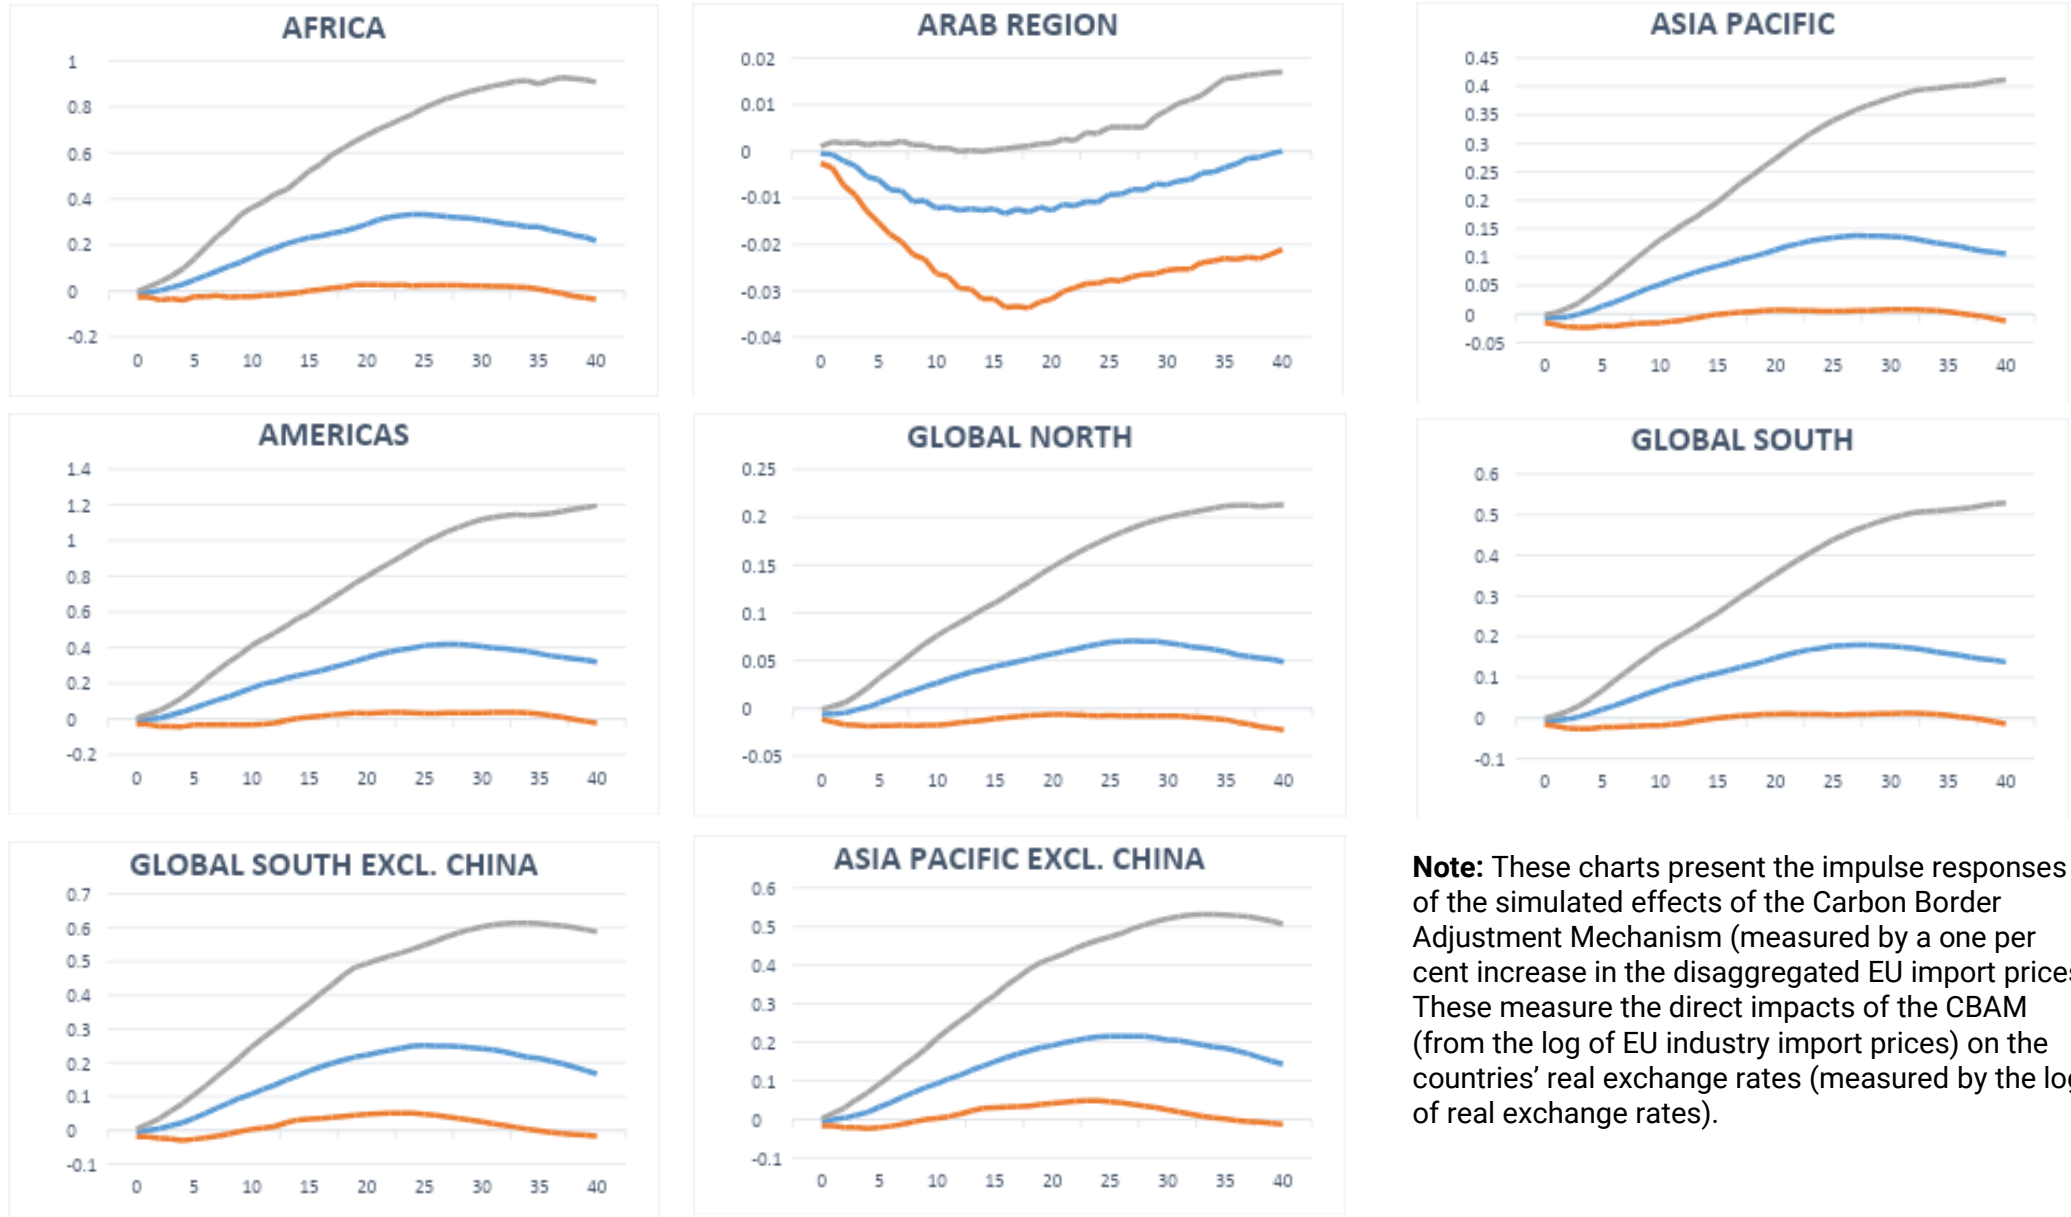 AFRICA
1
0.8
0.6
0.4
0.2
0
-0.2
0 5 10 15 20 25 30 35 40
ARAB REGION
0.02
0.01
0
-0.01
-0.02
-0.03
-0.04
0 5 10 15 20 25 30 35 40
ASIA PACIFIC
0.45
0.4
0.35
0.3
0.25
0.2
0.15
0.1
0.05
0
-0.05
0 5 10 15 20 25 30 35 40
AMERICAS
1.4
1.2
1
0.8
0.6
0.4
0.2
0
-0.2
0 5 10 15 20 25 30 35 40
GLOBAL NORTH
0.25
0.2
0.15
0.1
0.05
0
-0.05
0 5 10 15 20 25 30 35 40
GLOBAL SOUTH
0.6
0.5
0.4
0.3
0.2
0.1
0
-0.1
0 5 10 15 20 25 30 35 40
GLOBAL SOUTH EXCL. CHINA
0.7
0.6
0.5
0.4
0.3
0.2
0.1
0
-0.1
0 5 10 15 20 25 30 35 40
ASIA PACIFIC EXCL. CHINA
0.6
0.5
0.4
0.3
0.2
0.1
0
-0.1
0 5 10 15 20 25 30 35 40
Note: These charts present the impulse responses
of the simulated effects of the Carbon Border
Adjustment Mechanism (measured by a one per
cent increase in the disaggregated EU import prices
These measure the direct impacts of the CBAM
(from the log of EU industry import prices) on the
countries’ real exchange rates (measured by the log
of real exchange rates).